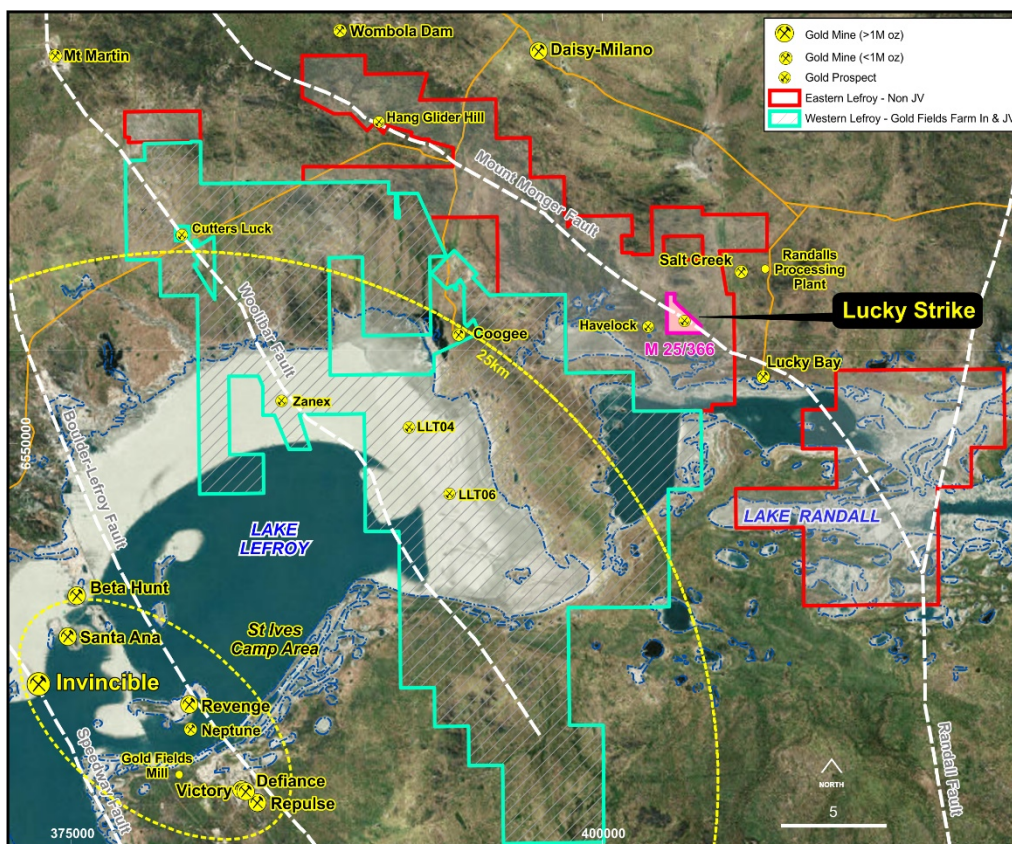 Wombola Dam
Mt Martin
Daisy-Milano
Gold Mine (>1M oz)
Gold Mine (<1M oz)
Gold Prospect
Eastern Lefroy - Non JV
Western Lefroy - Gold Fields Farm In & JV
Hang Glider Hill
Mount Monger Fault
Cutters Luck
Salt Creek
Randalls
Processing
Plant
Woolibar Fault
Lucky Strike
Havelock
M 25/366
Coogee
25km
Lucky Bay
Zanex
LLT04
6550000
Boulder-Lefroy Fault
LLT06
LAKE
LEFROY
LAKE RANDALL
Beta Hunt
Santa Ana
St Ives
Camp Area
Invincible
Revenge
Neptune
Speedway Fault
Gold Fields
Mill
Victory
Defiance
Repulse
Randall Fault
NORTH
5
375000
400000